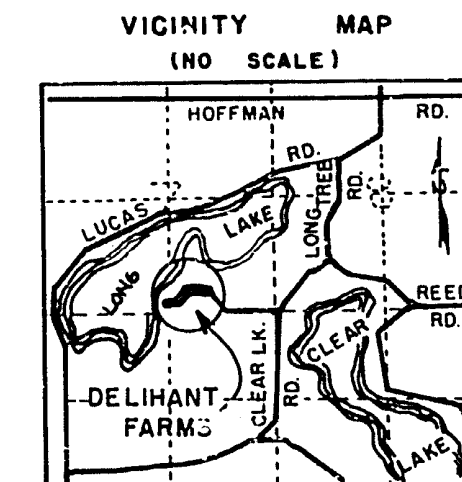 VICINITY MAP
(NO SCALE)
HOFFMAN RD.
LUCAS RD.
LONG LAKE
LONG TREE RD.
REED RD.
CLEAR LAKE
CLEAR LK. RD.
DELIHANT
FARMS